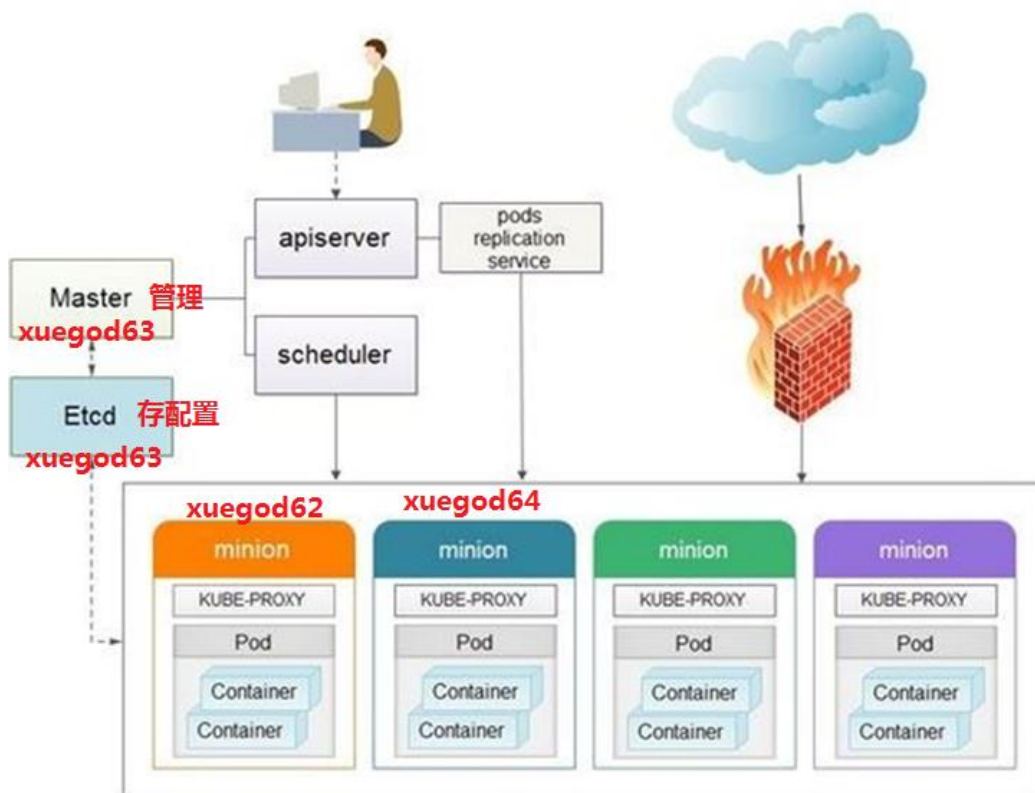 apiserver
pods
replication
service
Master 管理
xuegod63
scheduler
Etcd 存配置
xuegod63
xuegod62
xuegod64
minion
minion
minion
minion
KUBE-PROXY
KUBE-PROXY
KUBE-PROXY
KUBE-PROXY
Pod
Pod
Pod
Pod
Container
Container
Container
Container
Container
Container
Container
Container